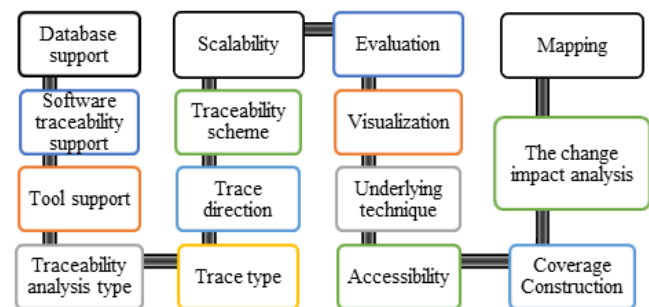 Database
support
Software
traceability
support
Tool support
Traceability
analysis type
Scalability
Traceability
scheme
Trace
direction
Trace type
Evaluation
Visualization
Underlying
technique
Accessibility
Mapping
The change
impact analysis
Coverage
Construction